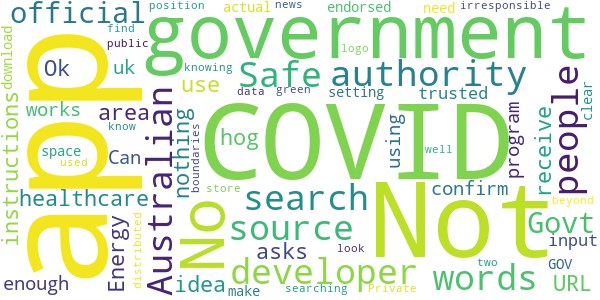 position actual news endorsed need irresponsible
official government
find logo
public knowing
download Ok uk Safe authority
data green setting trusted
works area use
instructions app Australian nothing COVID people
know Can hog using program receive clear
space boundaries well
used healthcare search confirm
Energy No Not beyond
distributed store source Govt
idea asks look input
developer words GOV
enough make searching Private two URL